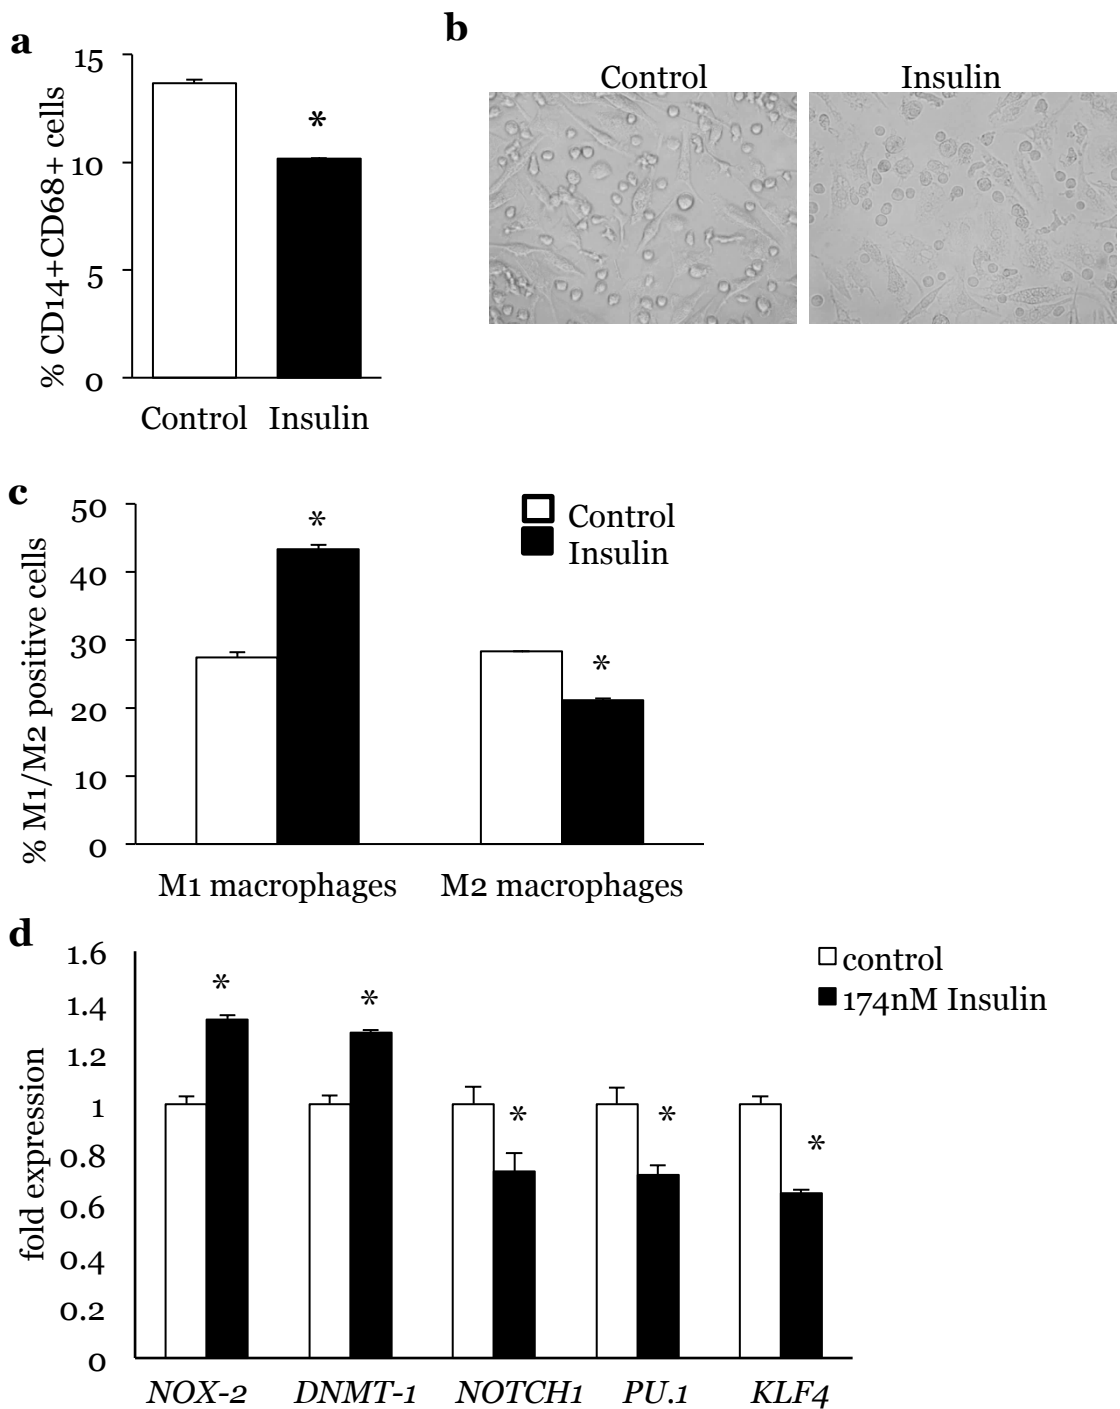 a
15
10
5
0
% CD14+CD68+ cells
*
Control Insulin
b
Control Insulin
c
50
40
30
20
10
0
% M1/M2 positive cells
*
*
Control
Insulin
M1 macrophages M2 macrophages
d
1.6
1.4
1.2
1
0.8
0.6
0.4
0.2
0
fold expression
*
*
*
*
*
control
174nM Insulin
NOX-2 DNMT-1 NOTCH1 PU.1 KLF4